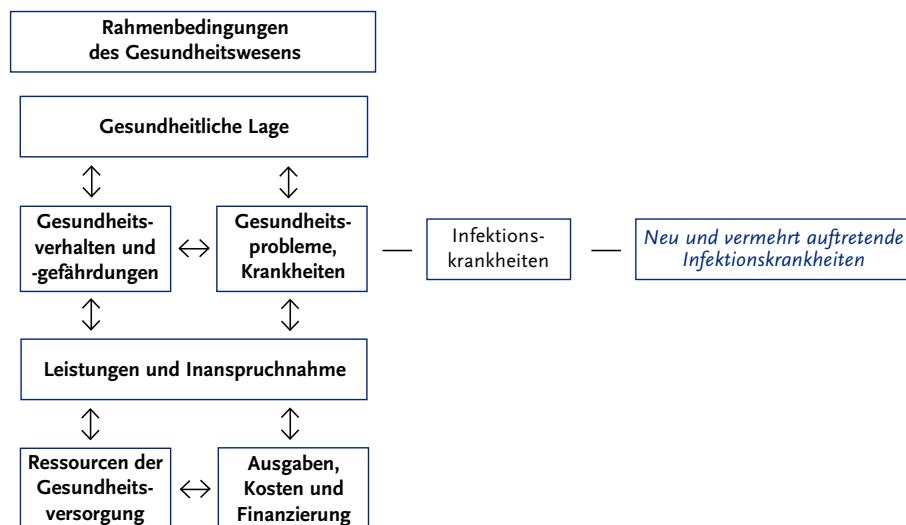 Rahmenbedingungen
des Gesundheitswesens
Gesundheitliche Lage
Gesundheits-
verhalten und
-gefährdungen
Gesundheits-
probleme,
Krankheiten
Infektions-
krankheiten
Neu und vermehrt auftretende
Infektionskrankheiten
Leistungen und Inanspruchnahme
Ressourcen der
Gesundheits-
versorgung
Ausgaben,
Kosten und
Finanzierung